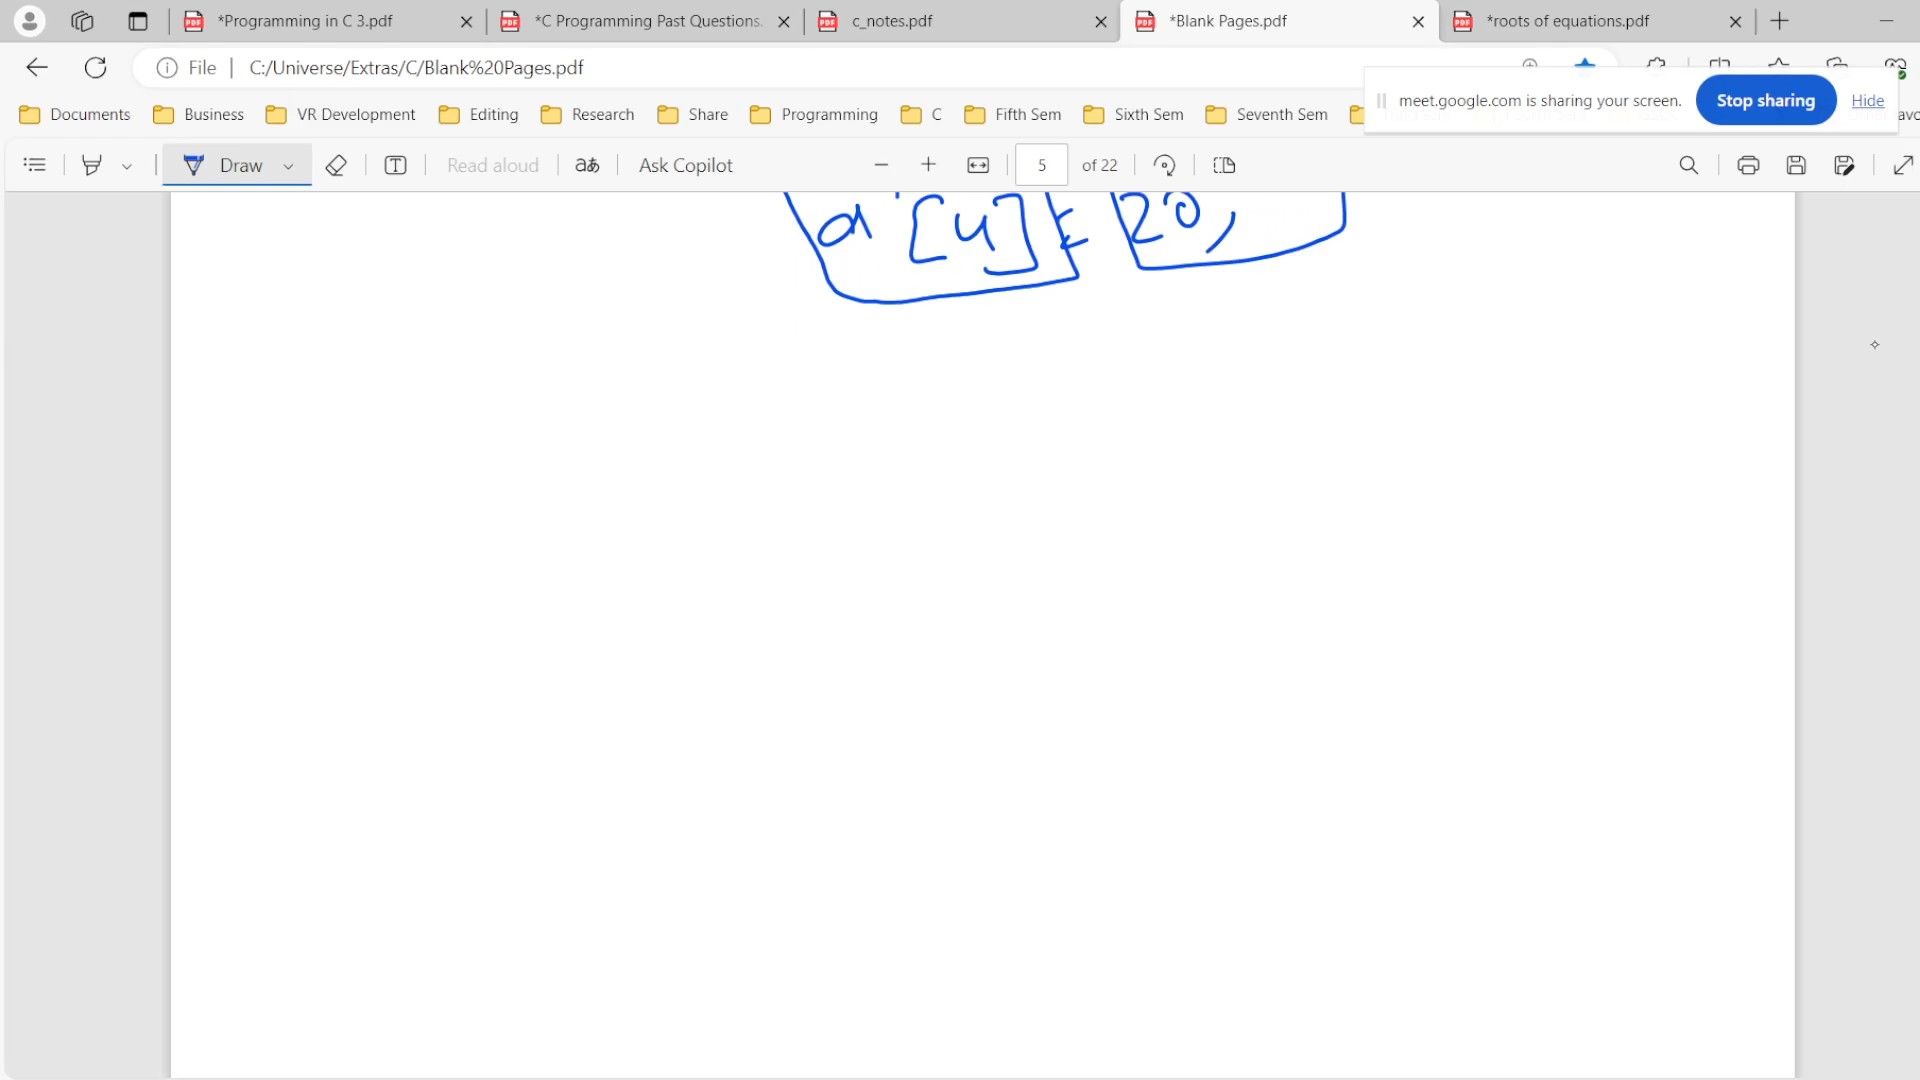 *Programming in C 3.pdf
*C Programming Past Questions.
c_notes.pdf
*Blank Pages.pdf
*roots of equations.pdf
File
C:/Universe/Extras/C/Blank%20Pages.pdf
meet.google.com is sharing your screen.
Stop sharing
Hide
Documents
Business
VR Development
Editing
Research
Share
Programming
C
Fifth Sem
Sixth Sem
Seventh Sem
Draw
Read aloud
aあ
Ask Copilot
5
of 22
a [4] = 20,